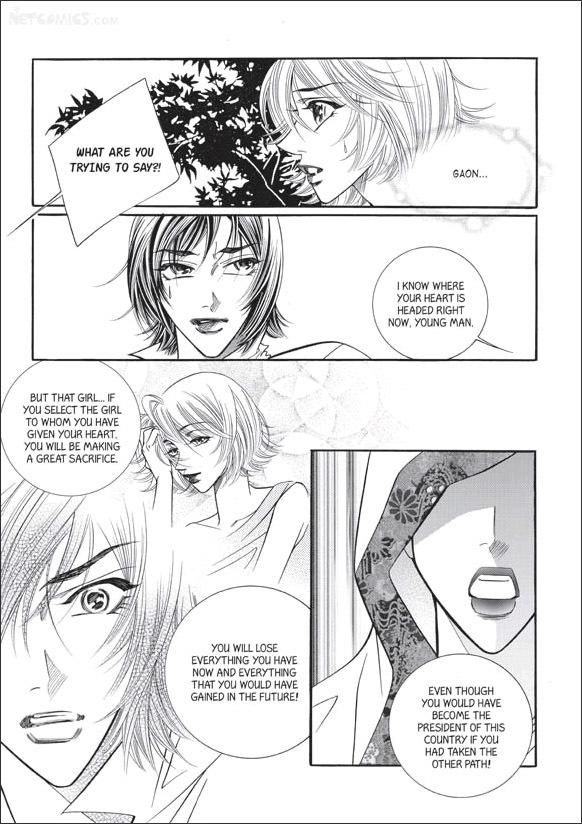 NETCOMICS.COM
WHAT ARE YOU
TRYING TO SAY?!
GAON...
I KNOW WHERE
YOUR HEART IS
HEADED RIGHT
NOW, YOUNG MAN.
BUT THAT GIRL... IF
YOU SELECT THE GIRL
TO WHOM YOU HAVE
GIVEN YOUR HEART,
YOU WILL BE MAKING
A GREAT SACRIFICE.
YOU WILL LOSE
EVERYTHING YOU HAVE
NOW AND EVERYTHING
THAT YOU WOULD HAVE
GAINED IN THE FUTURE!
EVEN THOUGH
YOU WOULD HAVE
BECOME THE
PRESIDENT OF THIS
COUNTRY IF YOU
HAD TAKEN THE
OTHER PATH!